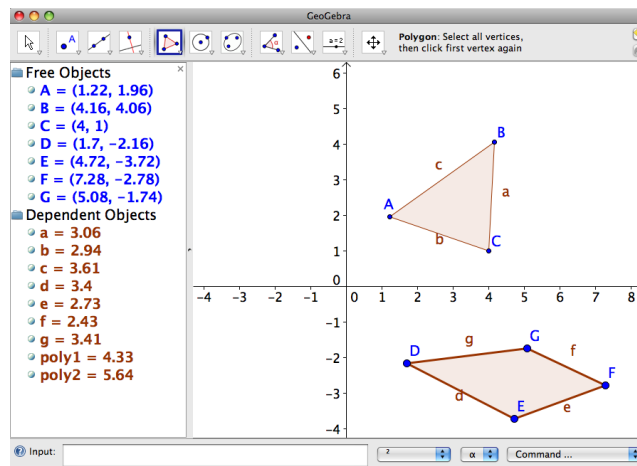 GeoGebra
A
a=2
α
Polygon: Select all vertices,
then click first vertex again
Free Objects
A = (1.22, 1.96)
B = (4.16, 4.06)
C = (4, 1)
D = (1.7, −2.16)
E = (4.72, −3.72)
F = (7.28, −2.78)
G = (5.08, −1.74)
Dependent Objects
a = 3.06
b = 2.94
c = 3.61
d = 3.4
e = 2.73
f = 2.43
g = 3.41
poly1 = 4.33
poly2 = 5.64
6
5
4
3
2
1
0
−4 −3 −2 −1 0 1 2 3 4 5 6 7 8
−1
−2
−3
−4
B
c
a
A
b
C
G
g
D
f
F
d
e
E
Input:
²
α
Command ...